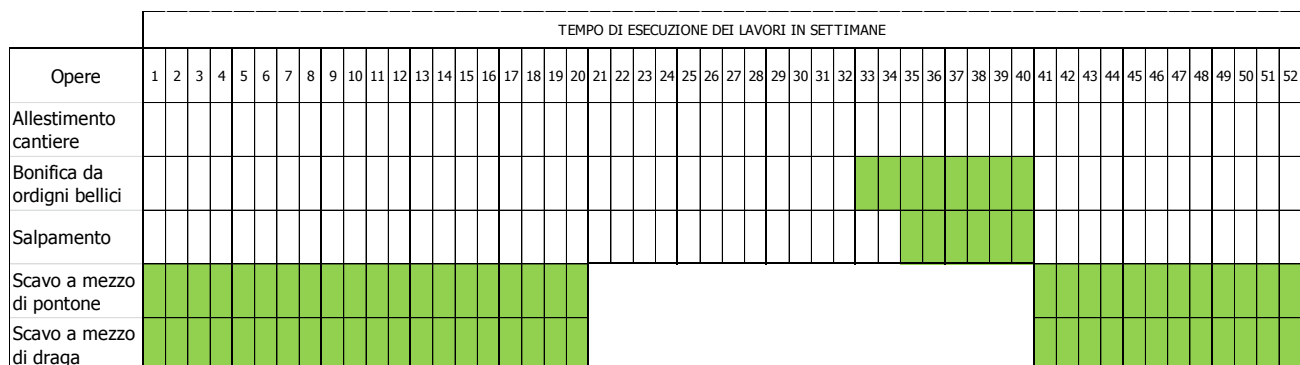 TEMPO DI ESECUZIONE DEI LAVORI IN SETTIMANE
Opere 1 2 3 4 5 6 7 8 9 10 11 12 13 14 15 16 17 18 19 20 21 22 23 24 25 26 27 28 29 30 31 32 33 34 35 36 37 38 39 40 41 42 43 44 45 46 47 48 49 50 51 52
Allestimento
cantiere
Bonifica da
ordigni bellici
Salpamento
Scavo a mezzo
di pontone
Scavo a mezzo
di draga